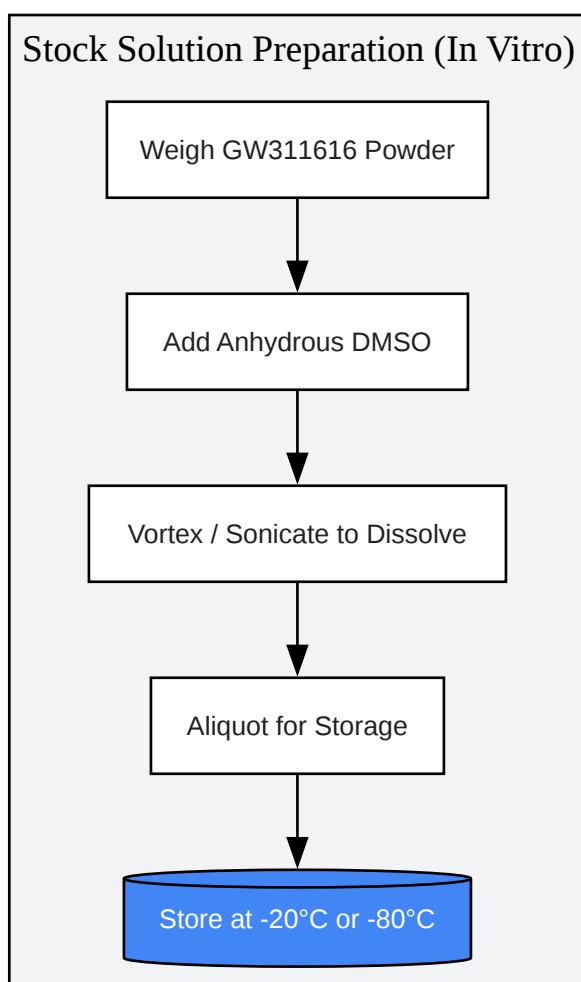 Stock Solution Preparation (In Vitro)
Weigh GW311616 Powder
Add Anhydrous DMSO
Vortex / Sonicate to Dissolve
Aliquot for Storage
Store at -20°C or -80°C